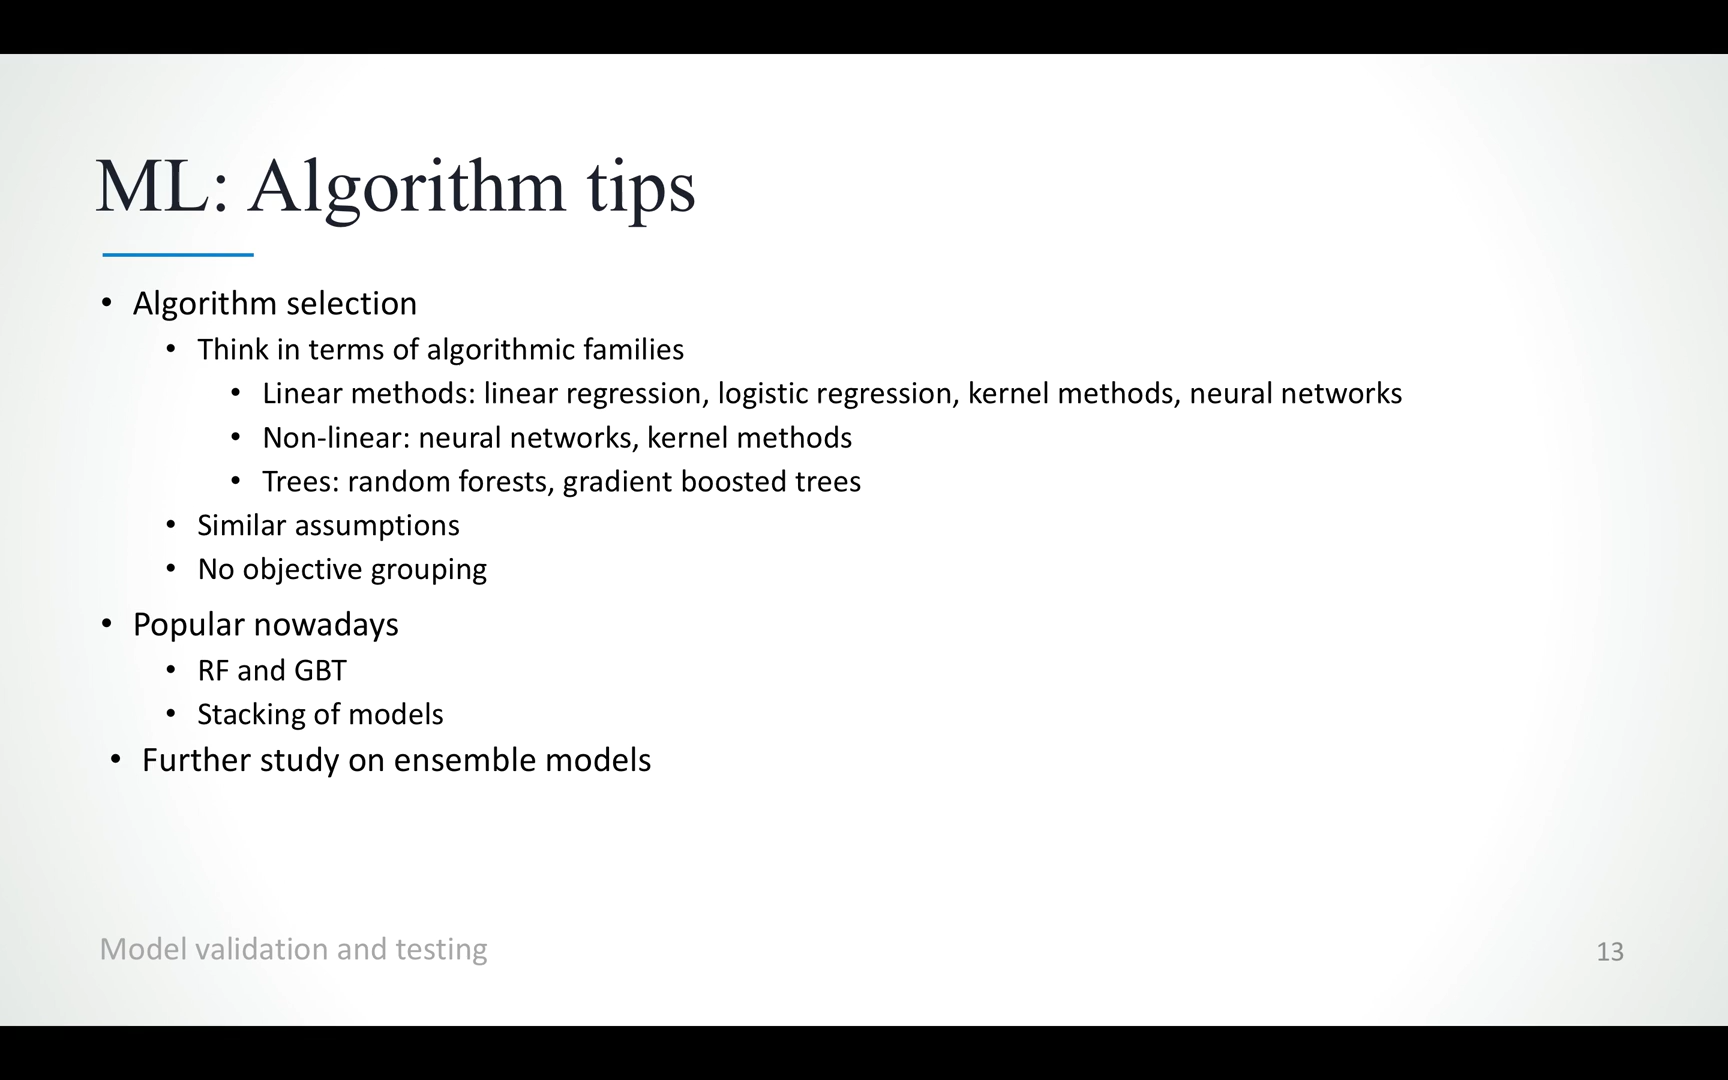 ML: Algorithm tips
• Algorithm selection
• Think in terms of algorithmic families
• Linear methods: linear regression, logistic regression, kernel methods, neural networks
• Non-linear: neural networks, kernel methods
• Trees: random forests, gradient boosted trees
• Similar assumptions
• No objective grouping
• Popular nowadays
• RF and GBT
• Stacking of models
• Further study on ensemble models
Model validation and testing
13